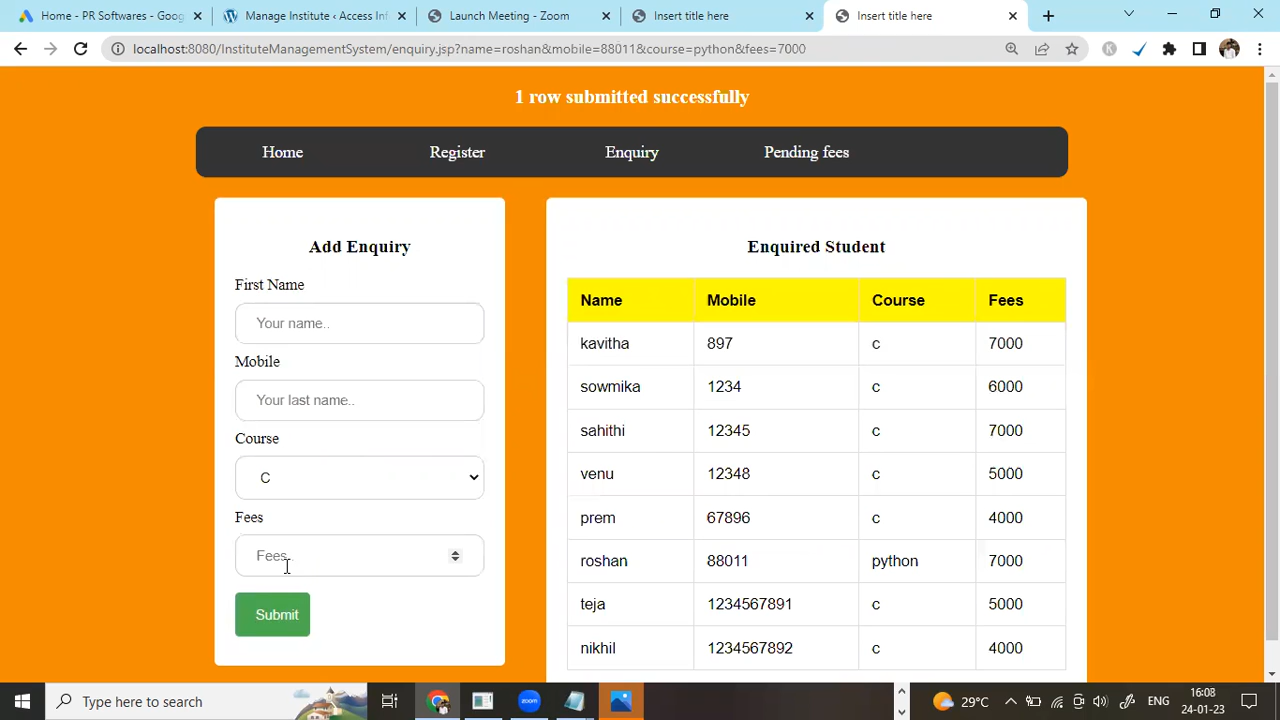 Home - PR Softwares - Goog
Manage Institute ‹ Access Info
Launch Meeting - Zoom
Insert title here
Insert title here
localhost:8080/InstituteManagementSystem/enquiry.jsp?name=roshan&mobile=88011&course=python&fees=7000
K
1 row submitted successfully
Home Register Enquiry Pending fees
Add Enquiry
First Name
Your name..
Mobile
Your last name..
Course
C
Fees
Fees..
Submit
Enquired Student
Name Mobile Course Fees
kavitha 897 c 7000
sowmika 1234 c 6000
sahithi 12345 c 7000
venu 12348 c 5000
prem 67896 c 4000
roshan 88011 python 7000
teja 1234567891 c 5000
nikhil 1234567892 c 4000
Type here to search
zoom
29°C
ENG
16:08
24-01-23